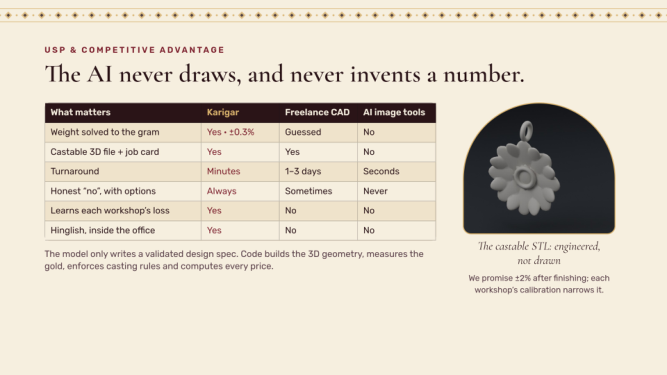 USP & COMPETITIVE ADVANTAGE
The AI never draws, and never invents a number.
What matters Karigar Freelance CAD AI image tools
Weight solved to the gram Yes • ±0.3% Guessed No
Castable 3D file + job card Yes Yes No
Turnaround Minutes 1–3 days Seconds
Honest “no”, with options Always Sometimes Never
Learns each workshop’s loss Yes No No
Hinglish, inside the office Yes No No
The model only writes a validated design spec. Code builds the 3D geometry, measures the
gold, enforces casting rules and computes every price.
The castable STL: engineered,
not drawn
We promise ±2% after finishing; each
workshop’s calibration narrows it.